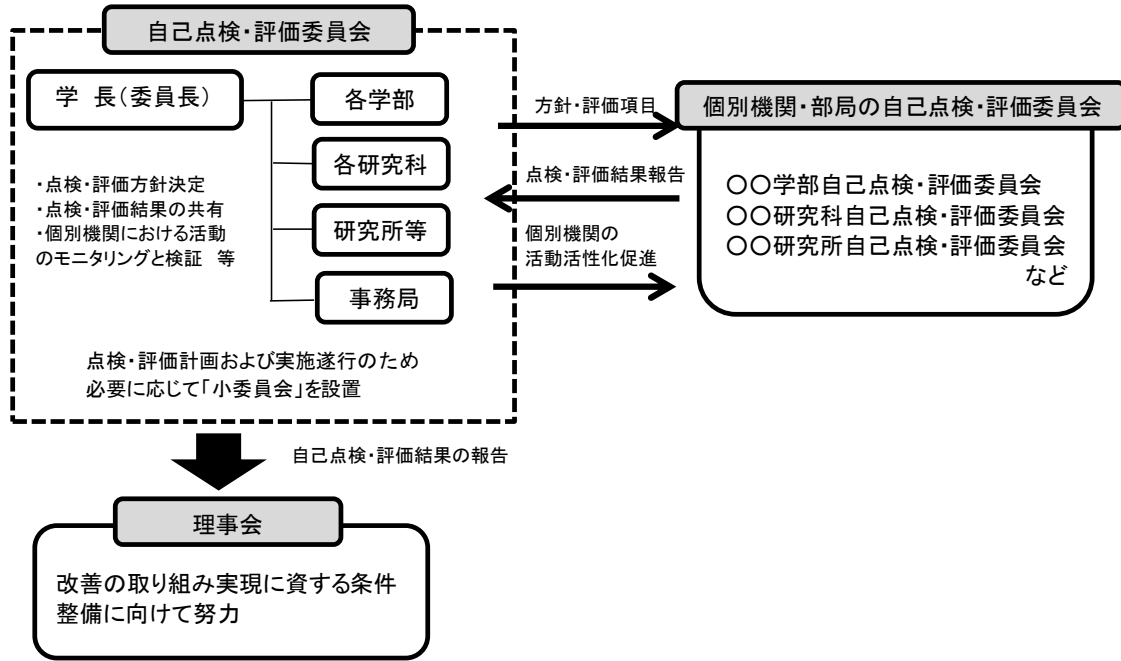 自己点検・評価委員会
学 長(委員長)
各学部
各研究科
研究所等
事務局
・点検・評価方針決定
・点検・評価結果の共有
・個別機関における活動
のモニタリングと検証 等
点検・評価計画および実施遂行のため
必要に応じて「小委員会」を設置
方針・評価項目
点検・評価結果報告
個別機関の
活動活性化促進
個別機関・部局の自己点検・評価委員会
〇〇学部自己点検・評価委員会
〇〇研究科自己点検・評価委員会
〇〇研究所自己点検・評価委員会
など
自己点検・評価結果の報告
理事会
改善の取り組み実現に資する条件
整備に向けて努力